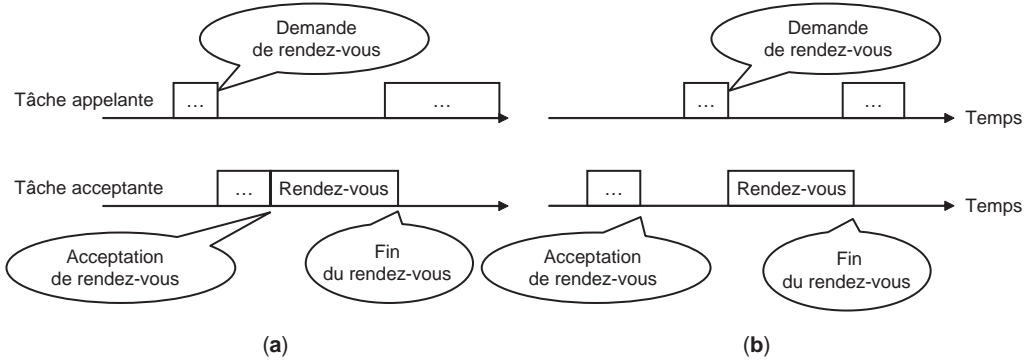 Demande
de rendez-vous
Demande
de rendez-vous
Tâche appelante
…
…
…
…
Temps
Tâche acceptante
…
Rendez-vous
…
Rendez-vous
Temps
Acceptation
de rendez-vous
Fin
du rendez-vous
Acceptation
de rendez-vous
Fin
du rendez-vous
(a)
(b)